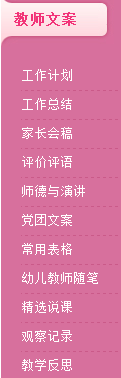 教师文案
工作计划
工作总结
家长会稿
评价评语
师德与演讲
党团文案
常用表格
幼儿教师随笔
精选说课
观察记录
教学反思